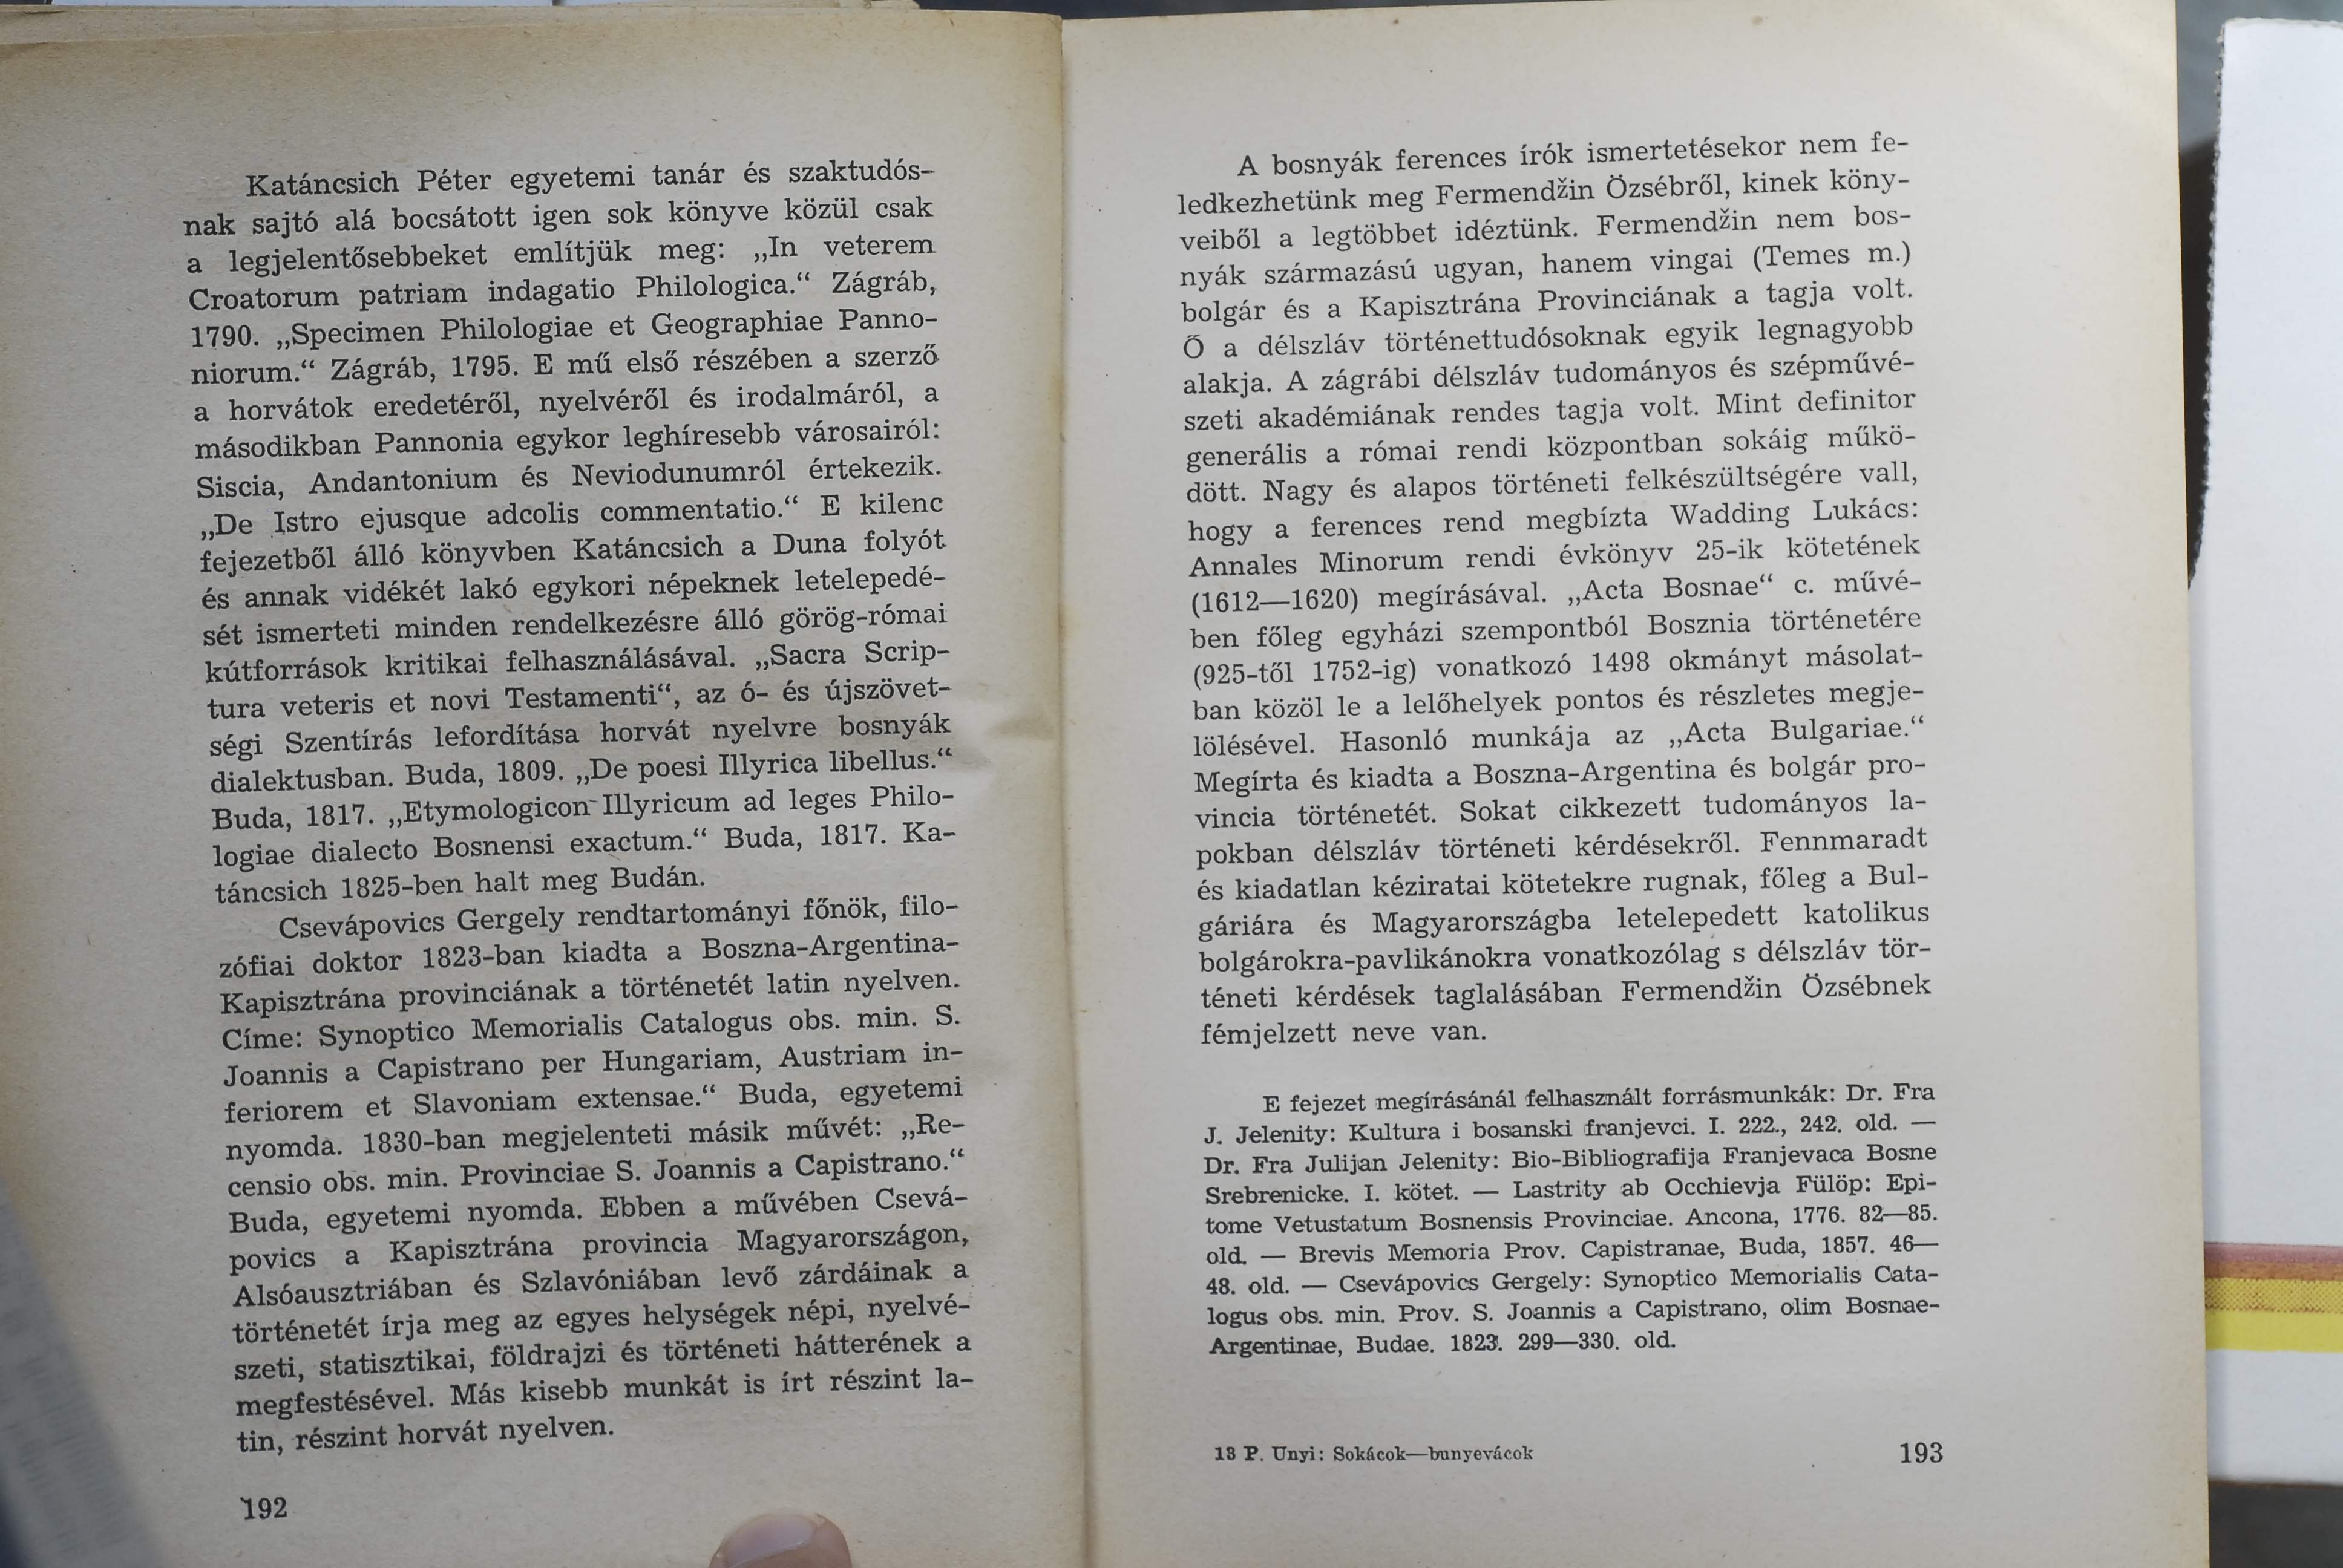 Katáncsich Péter egyetemi tanár és szaktudós-
nak sajtó alá bocsátott igen sok könyve közül csak
a legjelentősebbeket említjük meg: „In veterem
Croatorum patriam indagatio Philologica.“ Zágráb,
1790. „Specimen Philologiae et Geographiae Panno-
niorum.“ Zágráb, 1795. E mű első részében a szerző
a horvátok eredetéről, nyelvéről és irodalmáról, a
másodikban Pannonia egykor leghíresebb városairól:
Siscia, Andantonium és Neviodunumról értekezik.
„De Istro ejusque adcolis commentatio.“ E kilenc
fejezetből álló könyvben Katáncsich a Duna folyót
és annak vidékét lakó egykori népeknek letelepedé-
sét ismerteti minden rendelkezésre álló görög-római
kútforrások kritikai felhasználásával. „Sacra Scrip-
tura veteris et novi Testamenti“, az ó- és újszövet-
ségi Szentírás lefordítása horvát nyelvre bosnyák
dialektusban. Buda, 1809. „De poesi Illyrica libellus.“
Buda, 1817. „Etymologicon Illyricum ad leges Philo-
logiae dialecto Bosnensi exactum.“ Buda, 1817. Ka-
táncsich 1825-ben halt meg Budán.
Csevápovics Gergely rendtartományi főnök, filo-
zófiai doktor 1823-ban kiadta a Boszna-Argentina-
Kapisztrána provinciának a történetét latin nyelven.
Címe: Synoptico Memorialis Catalogus obs. min. S.
Joannis a Capistrano per Hungariam, Austriam in-
feriorem et Slavoniam extensae.“ Buda, egyetemi
nyomda. 1830-ban megjelenteti másik művét: „Re-
censio obs. min. Provinciae S. Joannis a Capistrano.“
Buda, egyetemi nyomda. Ebben a művében Csevá-
povics a Kapisztrána provincia Magyarországon,
Alsóausztriában és Szlavóniában levő zárdáinak a
történetét írja meg az egyes helységek népi, nyelvé-
szeti, statisztikai, földrajzi és történeti hátterének a
megfestésével. Más kisebb munkát is írt részint la-
tin, részint horvát nyelven.
192
A bosnyák ferences írók ismertetésekor nem fe-
ledkezhetünk meg Fermendžin Özsébről, kinek köny-
veiből a legtöbbet idéztünk. Fermendžin nem bos-
nyák származású ugyan, hanem vingai (Temes m.)
bolgár és a Kapisztrána Provinciának a tagja volt.
Ő a délszláv történettudósoknak egyik legnagyobb
alakja. A zágrábi délszláv tudományos és szépművé-
szeti akadémiának rendes tagja volt. Mint definitor
generális a római rendi központban sokáig műkö-
dött. Nagy és alapos történeti felkészültségére vall,
hogy a ferences rend megbízta Wadding Lukács:
Annales Minorum rendi évkönyv 25-ik kötetének
(1612—1620) megírásával. „Acta Bosnae“ c. művé-
ben főleg egyházi szempontból Bosznia történetére
(925-től 1752-ig) vonatkozó 1498 okmányt másolat-
ban közöl le a lelőhelyek pontos és részletes megje-
lölésével. Hasonló munkája az „Acta Bulgariae.“
Megírta és kiadta a Boszna-Argentina és bolgár pro-
vincia történetét. Sokat cikkezett tudományos la-
pokban délszláv történeti kérdésekről. Fennmaradt
és kiadatlan kéziratai kötetekre rugnak, főleg a Bul-
gáriára és Magyarországba letelepedett katolikus
bolgárokra-pavlikánokra vonatkozólag s délszláv tör-
téneti kérdések taglalásában Fermendžin Özsébnek
fémjelzett neve van.
E fejezet megírásánál felhasznált forrásmunkák: Dr. Fra
J. Jelenity: Kultura i bosanski franjevci. I. 222., 242. old. —
Dr. Fra Julijan Jelenity: Bio-Bibliografija Franjevaca Bosne
Srebrenicke. I. kötet. — Lastrity ab Occhievja Fülöp: Epi-
tome Vetustatum Bosnensis Provinciae. Ancona, 1776. 82—85.
old. — Brevis Memoria Prov. Capistranae, Buda, 1857. 46—
48. old. — Csevápovics Gergely: Synoptico Memorialis Cata-
logus obs. min. Prov. S. Joannis a Capistrano, olim Bosnae-
Argentinae, Budae. 1823. 299—330. old.
13 P. Unyi: Sokácok—bunyevácok
193